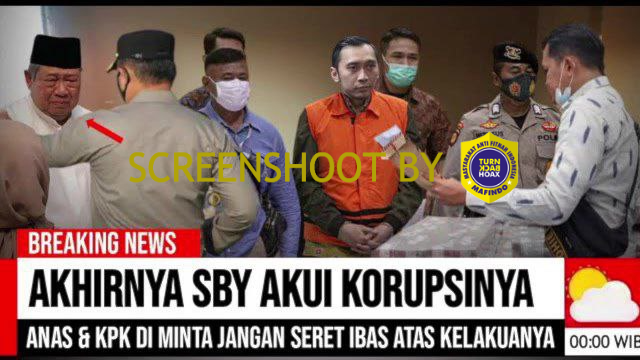 SCREENSHOOT BY
MASYARAKAT ANTI FITNAH INDONESIA
TURN
BACK
HOAX
MAFINDO
POLISI
BREAKING NEWS
AKHIRNYA SBY AKUI KORUPSINYA
ANAS & KPK DI MINTA JANGAN SERET IBAS ATAS KELAKUANYA
00:00 WIB